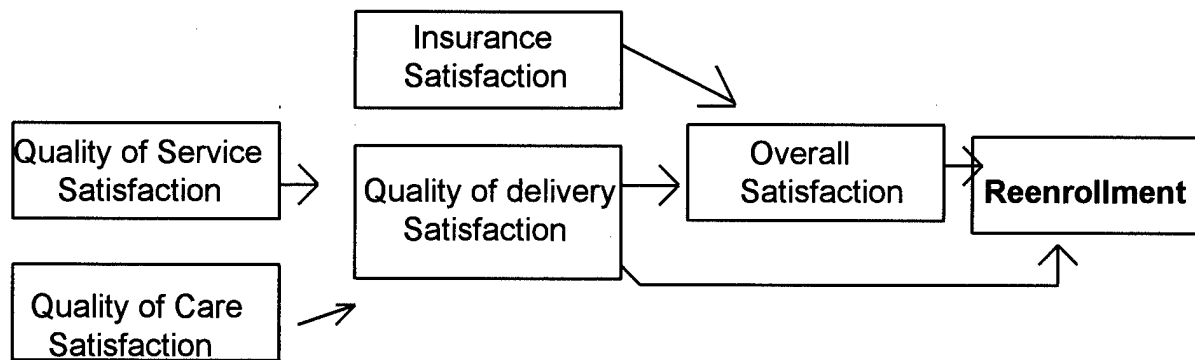 Insurance
Satisfaction
Quality of Service
Satisfaction
Quality of delivery
Satisfaction
Overall
Satisfaction
Reenrollment
Quality of Care
Satisfaction